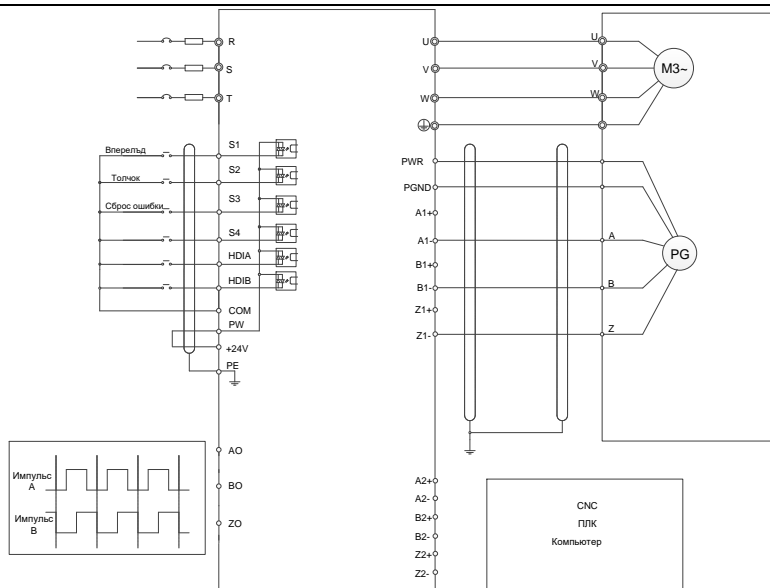 R
S
T
S1
Вперелъд
S2
Толчок
S3
Сброс ошибки
S4
HDIA
HDIB
COM
PW
+24V
PE
AO
BO
ZO
Импульс
A
Импульс
B
U
V
W
PWR
PGND
A1+
A1-
B1+
B1-
Z1+
Z1-
A2+
A2-
B2+
B2-
Z2+
Z2-
U
V
W
M3~
A
B
Z
PG
CNC
ПЛК
Компьютер